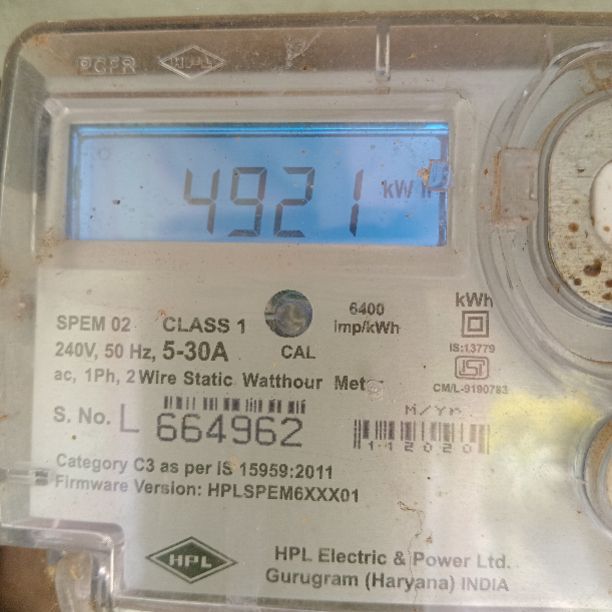 4921 kWh
SPEM 02 CLASS 1
6400
imp/kWh
kWh
240V, 50 Hz, 5-30A
CAL
IS:13779
ac, 1Ph, 2 Wire Static Watthour Meter
CM/L-9190783
S. No. L 664962
M/Yr
112020
Category C3 as per IS 15959:2011
Firmware Version: HPLSPEM6XXX01
HPL
HPL Electric & Power Ltd.
Gurugram (Haryana) INDIA